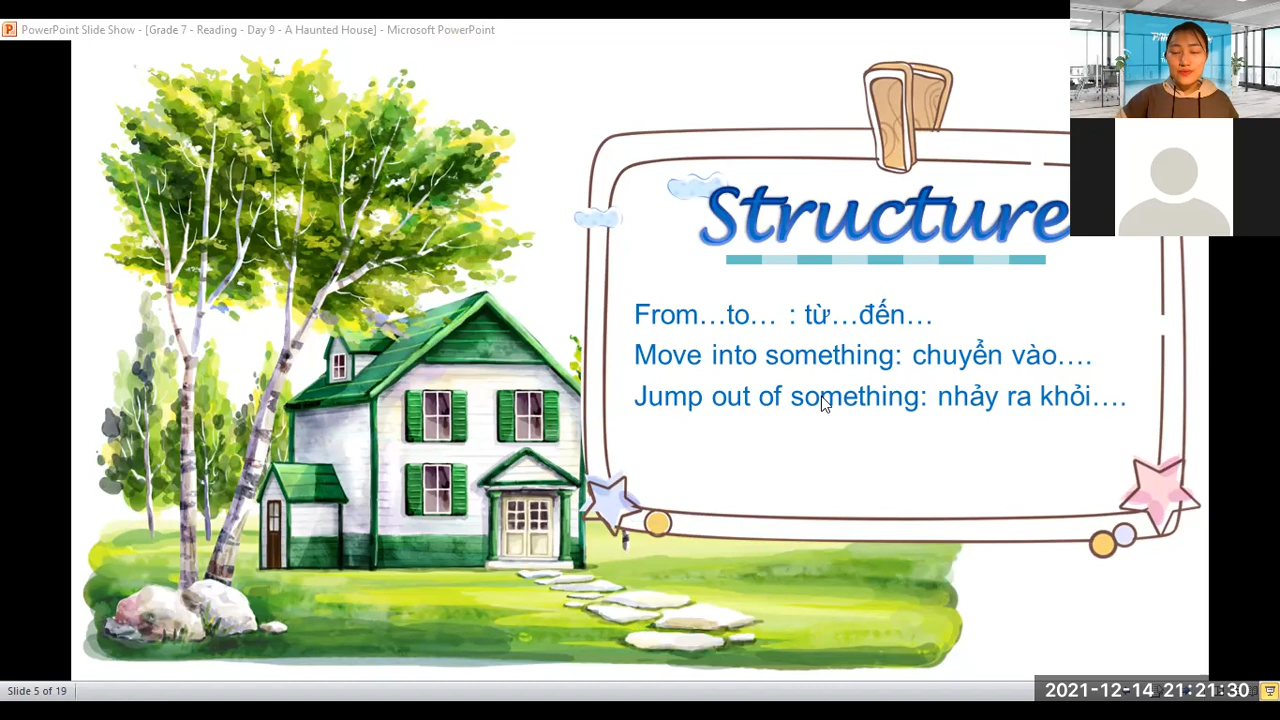 PowerPoint Slide Show - [Grade 7 - Reading - Day 9 - A Haunted House] - Microsoft PowerPoint
Structure
From…to… : từ…đến…
Move into something: chuyển vào….
Jump out of something: nhảy ra khỏi….
Slide 5 of 19
2021-12-14 21:21:30